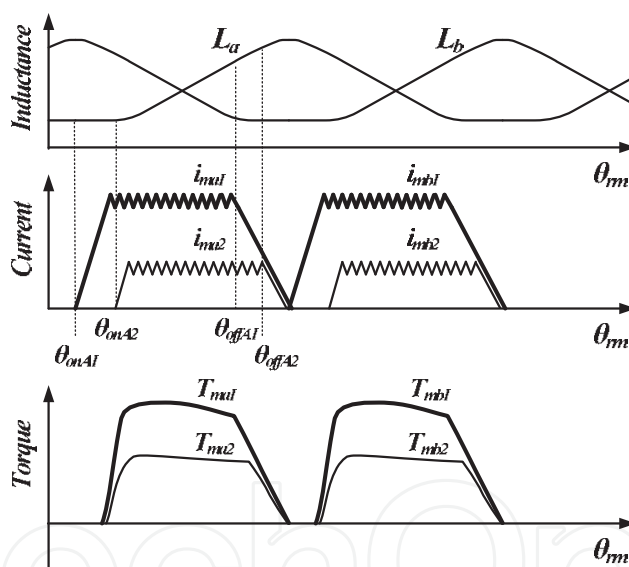 Inductance
La
Lb
θrm
Current
ima1
imb1
ima2
imb2
θonA1
θonA2
θoffA1
θoffA2
θrm
Torque
Tma1
Tmb1
Tma2
Tmb2
θrm